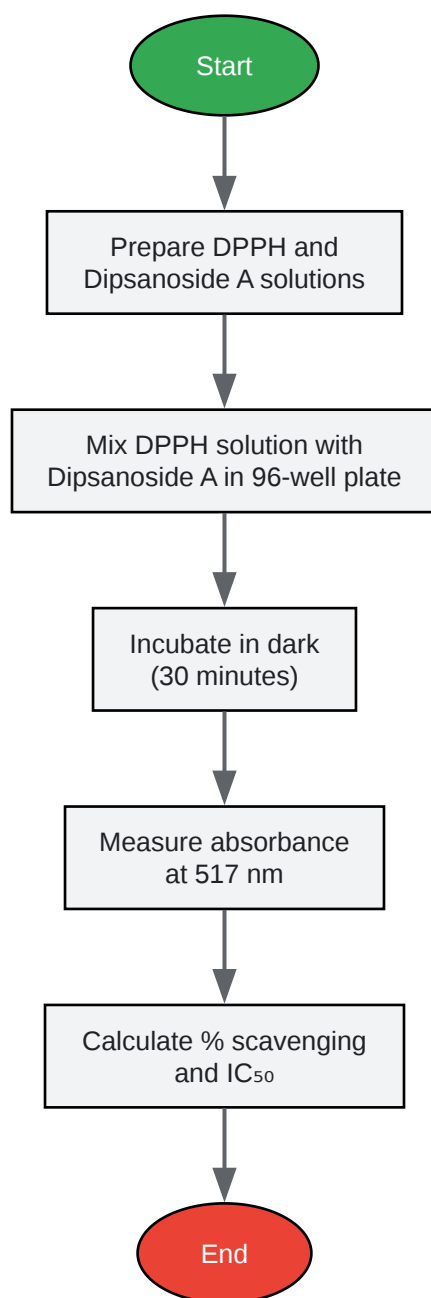 Start
Prepare DPPH and
Dipsanoside A solutions
Mix DPPH solution with
Dipsanoside A in 96-well plate
Incubate in dark
(30 minutes)
Measure absorbance
at 517 nm
Calculate % scavenging
and IC₅₀
End